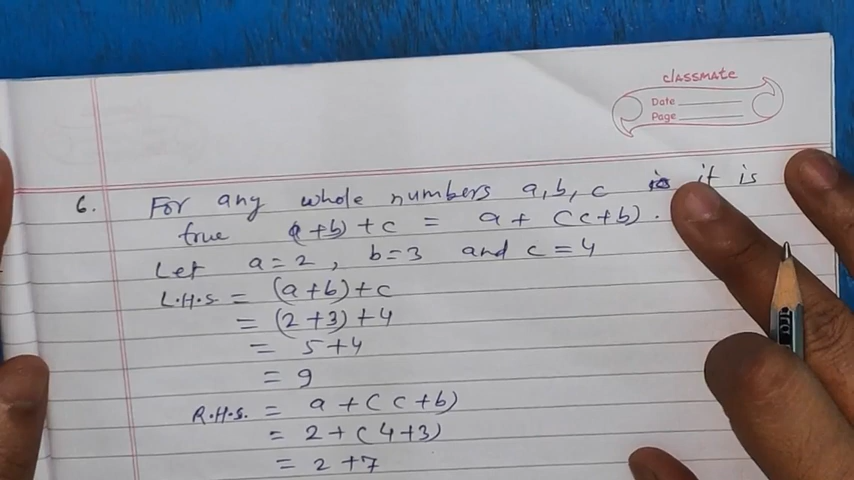 classmate
Date
Page
6. For any whole numbers a, b, c it is
true (a+b)+c = a+(c+b).
Let a=2, b=3 and c=4
L.H.S = (a+b)+c
= (2+3)+4
= 5+4
= 9
R.H.S. = a+(c+b)
= 2+(4+3)
= 2+7